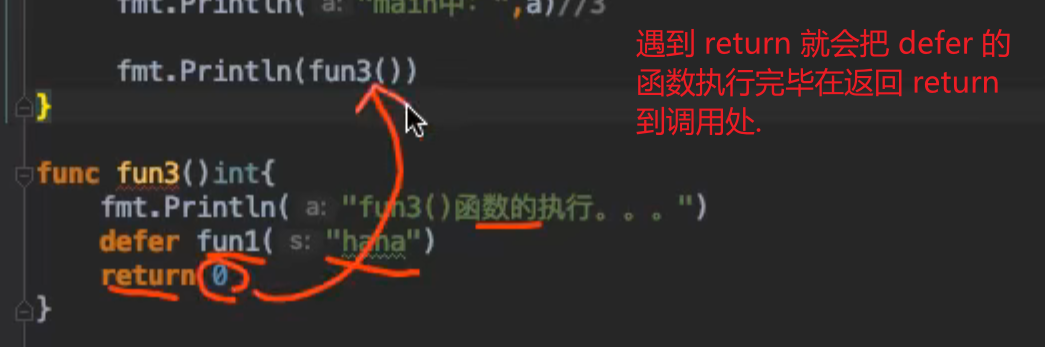 fmt.Println( a: "main中：",a)//3
fmt.Println(fun3())
}
遇到 return 就会把 defer 的
函数执行完毕在返回 return
到调用处.
func fun3()int{
fmt.Println( a: "fun3()函数的执行。。。")
defer fun1( s: "haha")
return 0
}